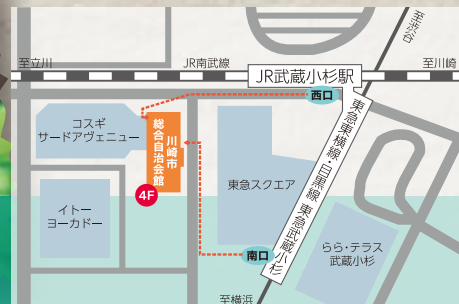 至渋谷
至立川
JR南武線
至川崎
JR武蔵小杉駅
西口
コスギ
サードアヴェニュー
川崎市
総合自治会館
4F
東急スクエア
東急東横線・目黒線 東急武蔵小杉
イトー
ヨーカドー
南口
らら・テラス
武蔵小杉
至横浜